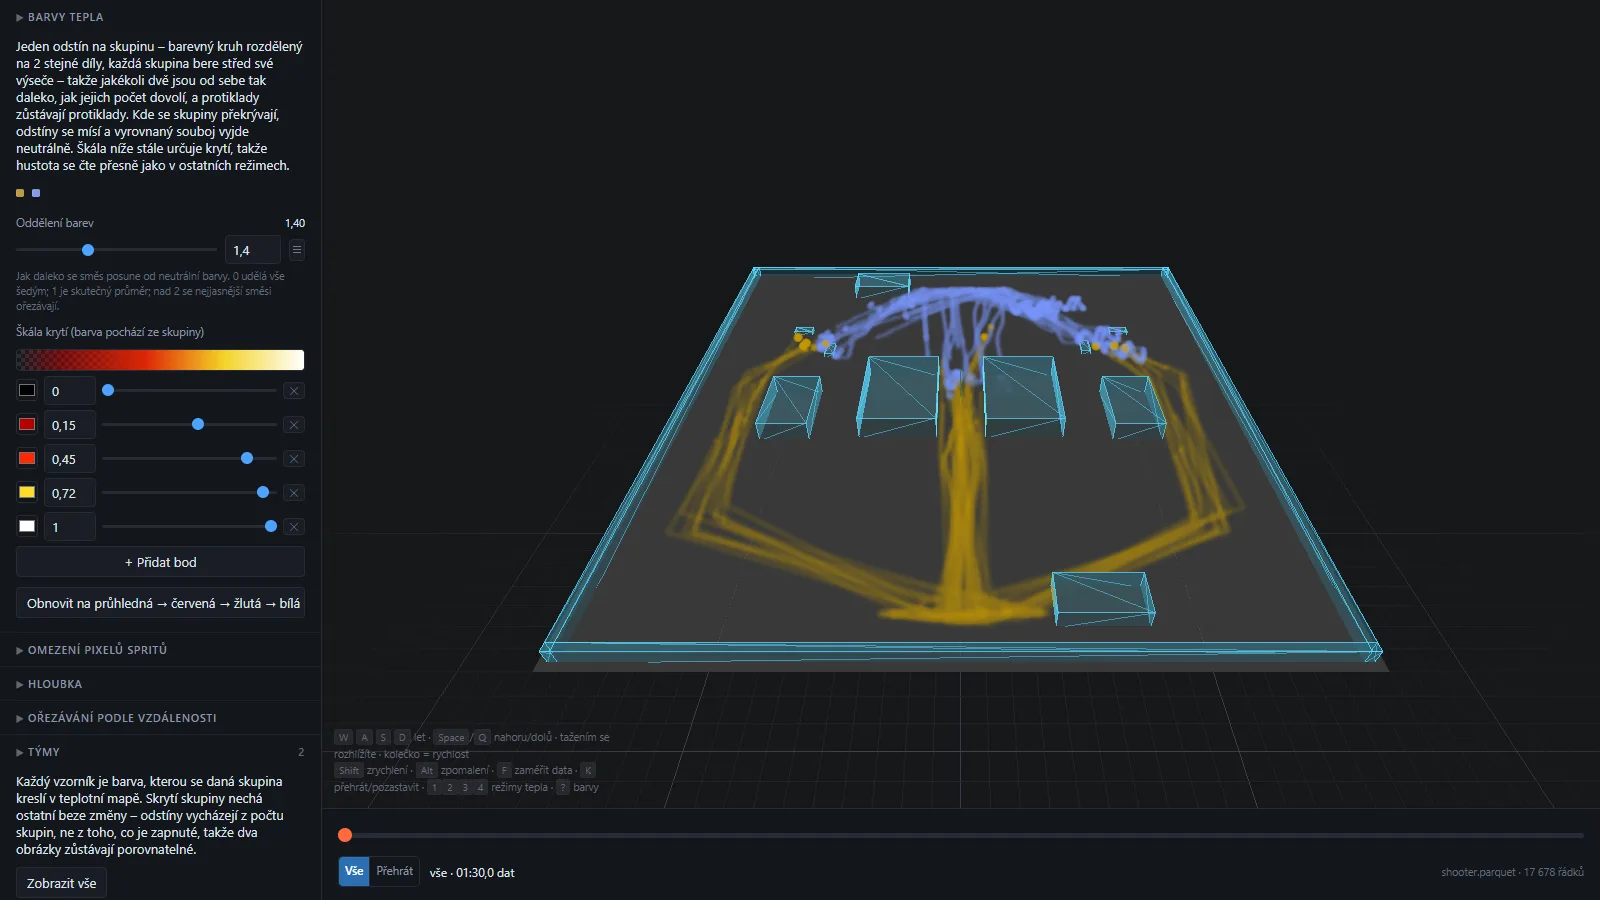 BARVY TEPLA
Jeden odstín na skupinu – barevný kruh rozdělený
na 2 stejné díly, každá skupina bere střed své
výseče – takže jakékoli dvě jsou od sebe tak
daleko, jak jejich počet dovolí, a protiklady
zůstávají protiklady. Kde se skupiny překrývají,
odstíny se mísí a vyrovnaný souboj vyjde
neutrálně. Škála níže stále určuje krytí, takže
hustota se čte přesně jako v ostatních režimech.
Oddělení barev 1,40
1,4
Jak daleko se směs posune od neutrální barvy. 0 udělá vše
šedým; 1 je skutečný průměr; nad 2 se nejjasnější směsi
ořezávají.
Škála krytí (barva pochází ze skupiny)
0
0,15
0,45
0,72
1
+ Přidat bod
Obnovit na průhledná → červená → žlutá → bílá
OMEZENÍ PIXELŮ SPRITŮ
HLOUBKA
OŘEZÁVÁNÍ PODLE VZDÁLENOSTI
TÝMY 2
Každý vzorník je barva, kterou se daná skupina
kreslí v teplotní mapě. Skrytí skupiny nechá
ostatní beze změny – odstíny vycházejí z počtu
skupin, ne z toho, co je zapnuté, takže dva
obrázky zůstávají porovnatelné.
Zobrazit vše
W A S D let · Space / Q nahoru/dolů · tažením se
rozhlížíte · kolečko = rychlost
Shift zrychlení · Alt zpomalení · F zaměřit data · K
přehrát/pozastavit · 1 2 3 4 režimy tepla · ? barvy
Vše Přehrát vše · 01:30,0 dat
shooter.parquet · 17 678 řádků